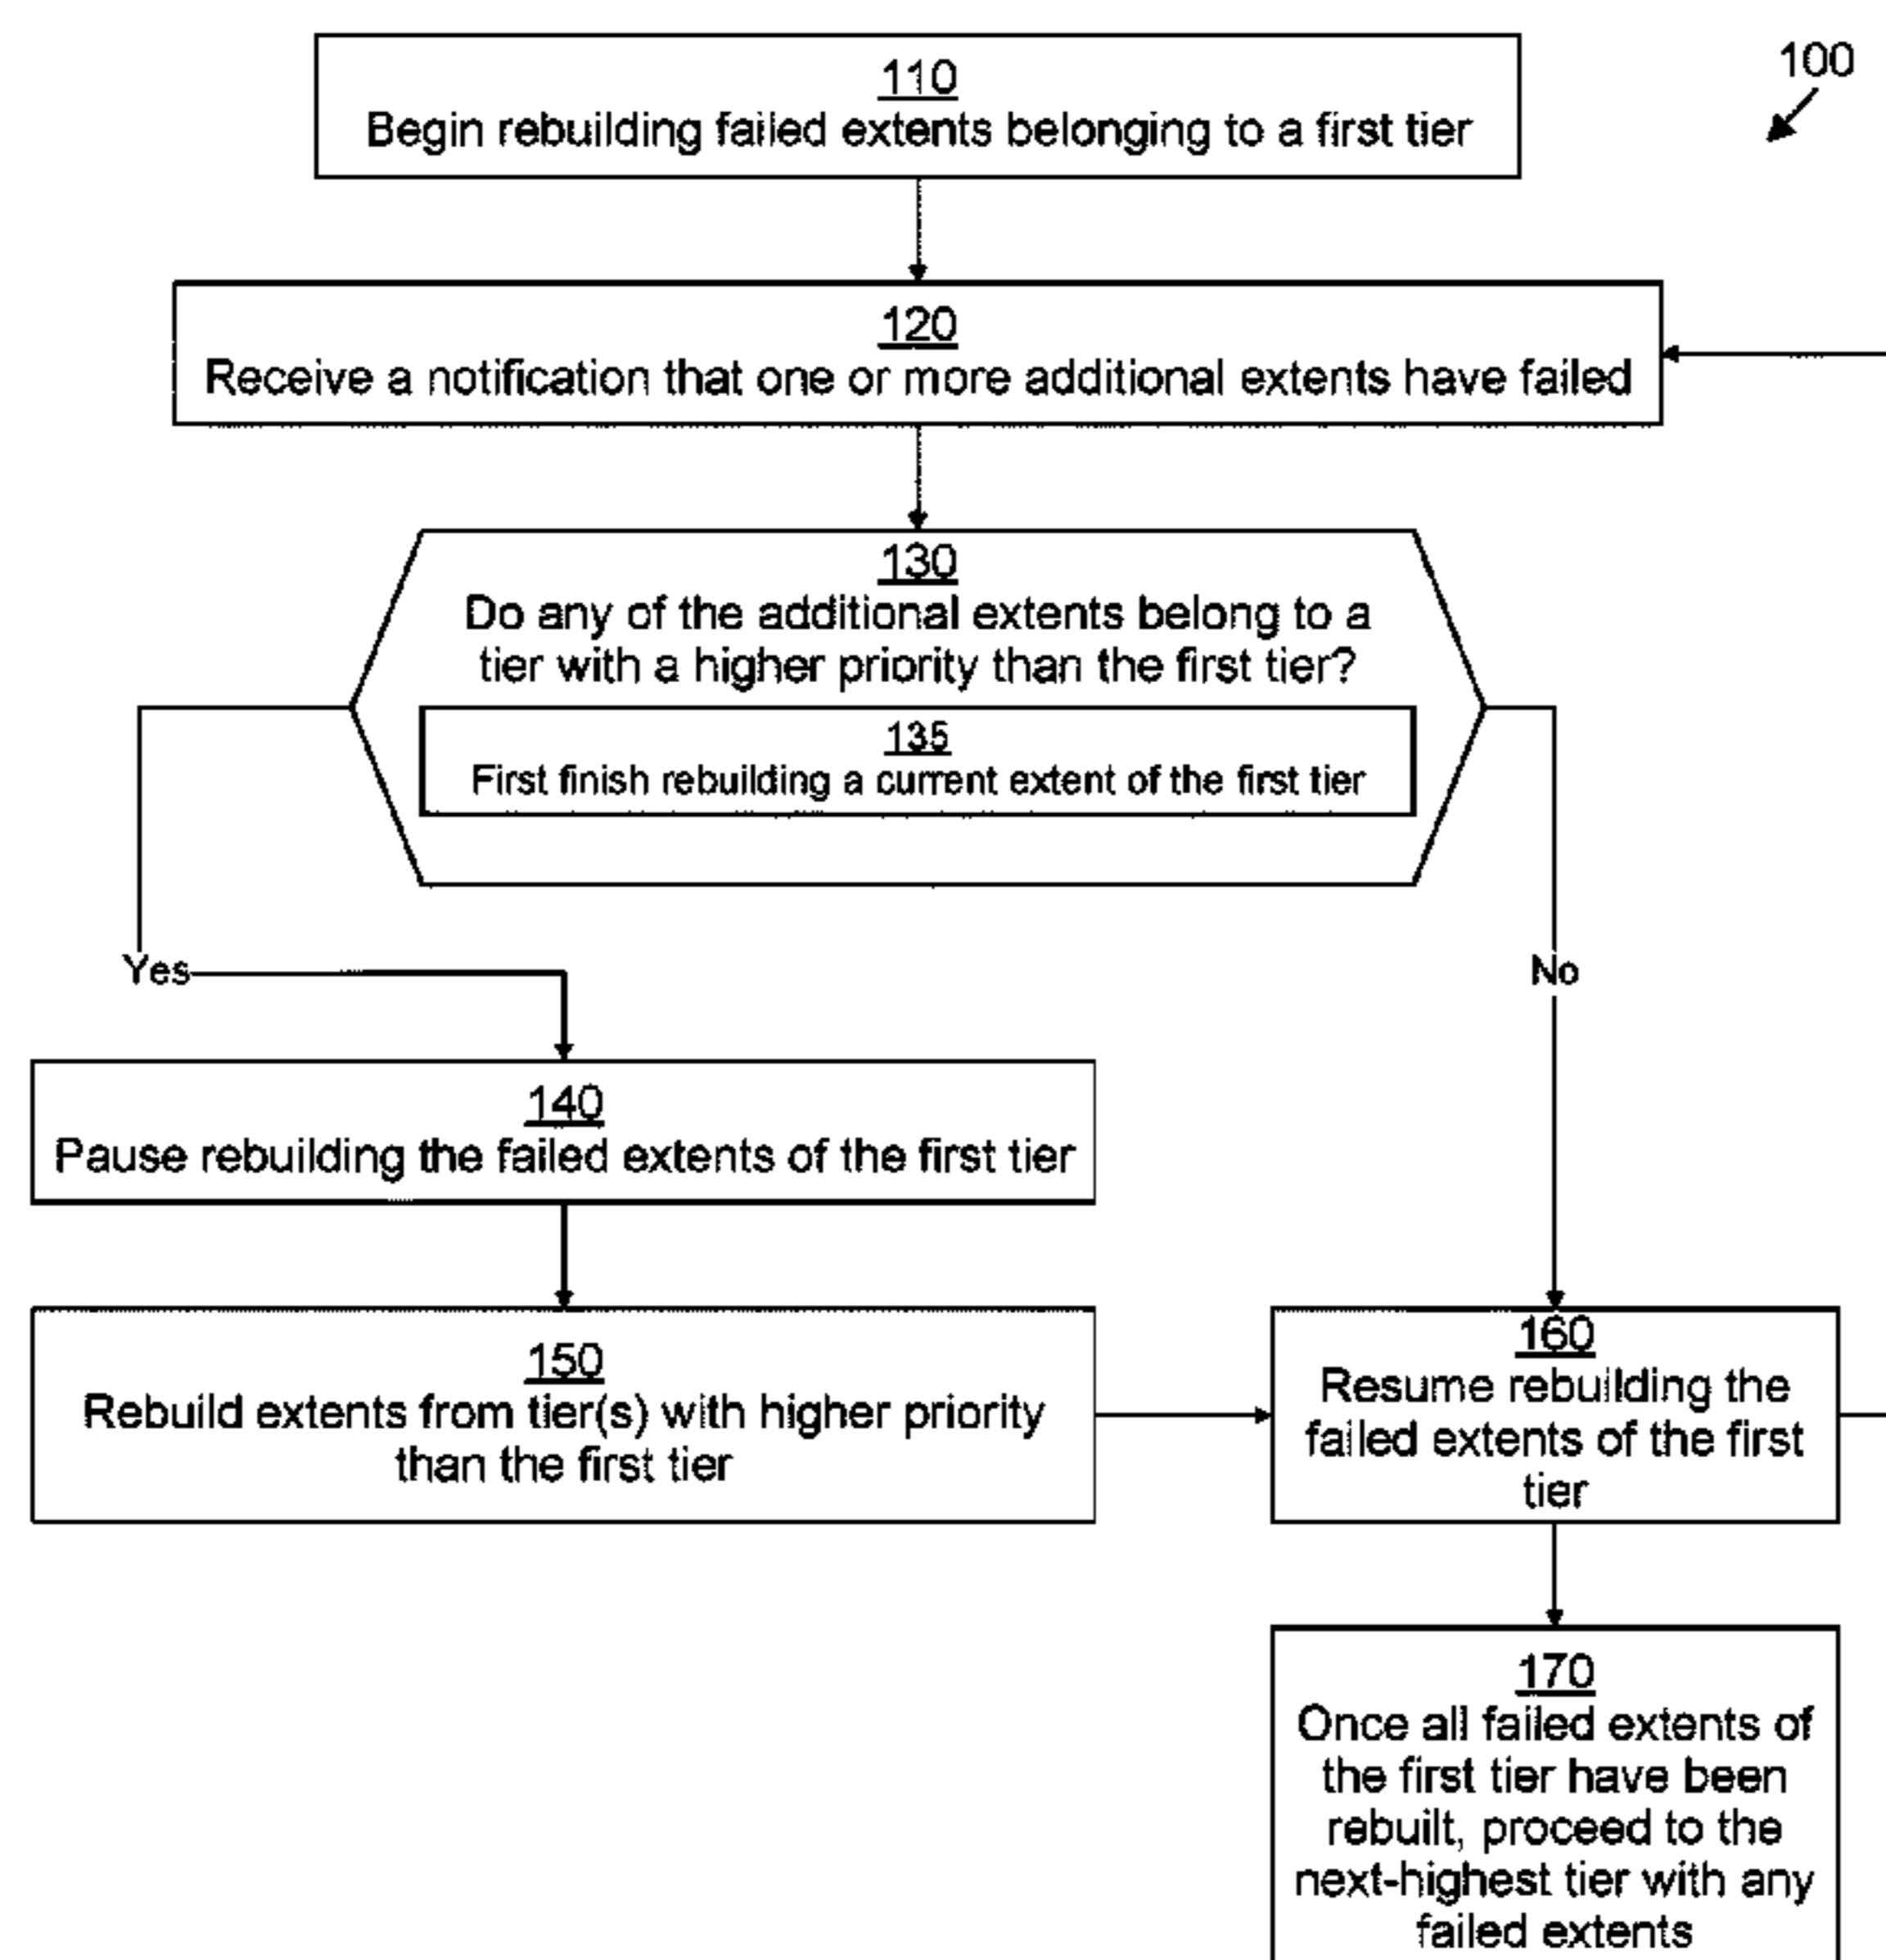 110
Begin rebuilding failed extents belonging to a first tier
100
120
Receive a notification that one or more additional extents have failed
130
Do any of the additional extents belong to a
tier with a higher priority than the first tier?
135
First finish rebuilding a current extent of the first tier
Yes
No
140
Pause rebuilding the failed extents of the first tier
150
Rebuild extents from tier(s) with higher priority
than the first tier
160
Resume rebuilding the
failed extents of the first
tier
170
Once all failed extents of
the first tier have been
rebuilt, proceed to the
next-highest tier with any
failed extents